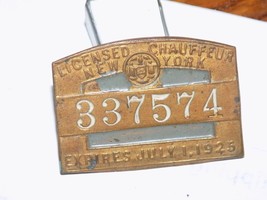 LICENSED CHAUFFEUR
NEW YORK
337574
EXPIRES JULY 1, 1925